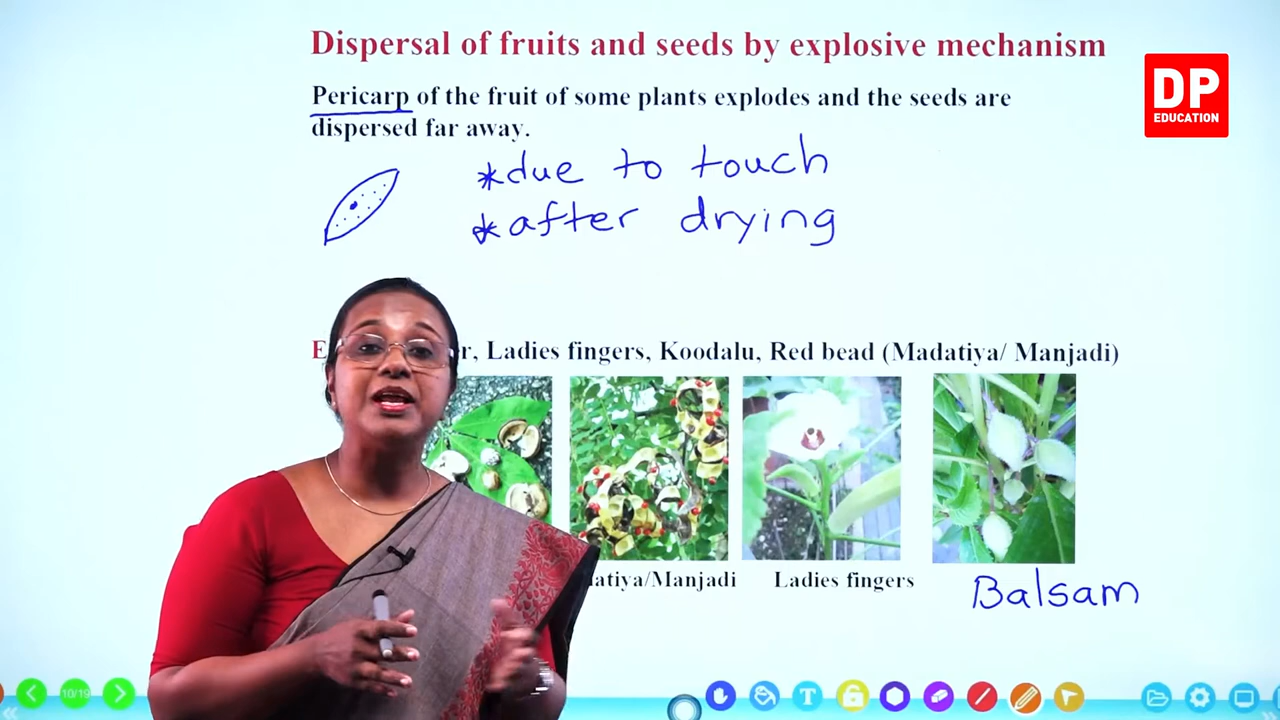 Dispersal of fruits and seeds by explosive mechanism
DP
EDUCATION
Pericarp of the fruit of some plants explodes and the seeds are
dispersed far away.
*due to touch
*after drying
Ladies fingers, Koodalu, Red bead (Madatiya/ Manjadi)
Ladies fingers
Balsam
10/19